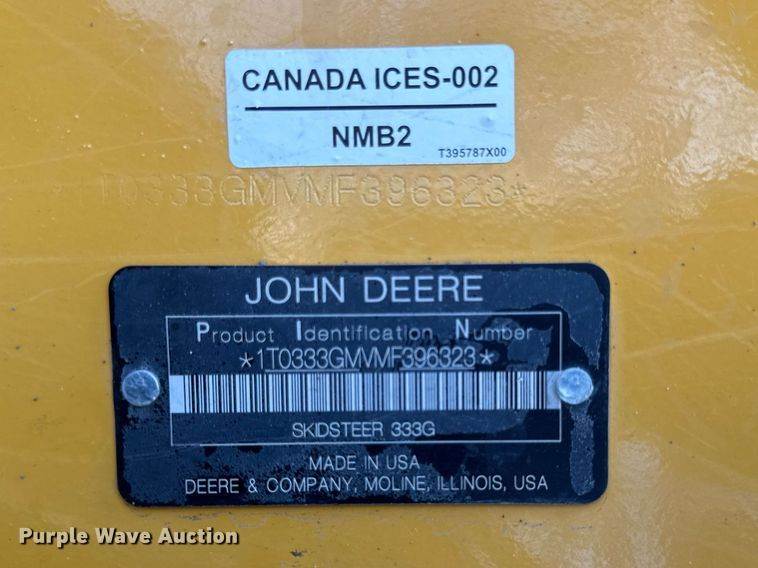 CANADA ICES-002
NMB2
T395787X00
1T0333GMVMF396323*
JOHN DEERE
Product Identification Number
*1T0333GMVMF396323*
SKIDSTEER 333G
MADE IN USA
DEERE & COMPANY, MOLINE, ILLINOIS, USA
Purple Wave Auction